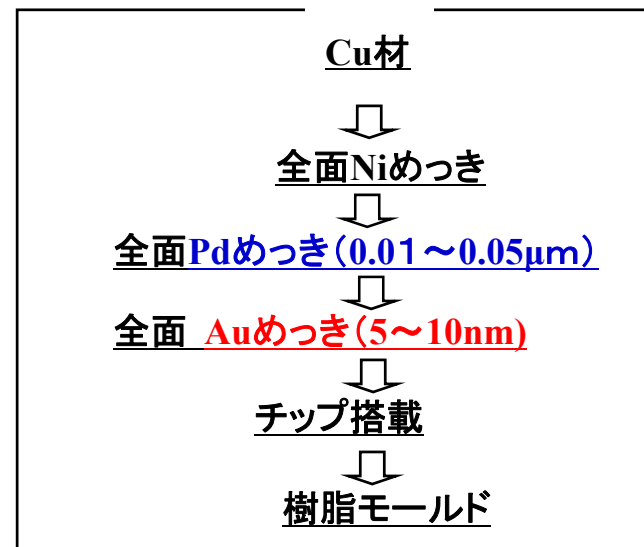 Cu材
全面Niめっき
全面Pdめっき（0.01～0.05μm）
全面 Auめっき（5～10nm)
チップ搭載
樹脂モールド